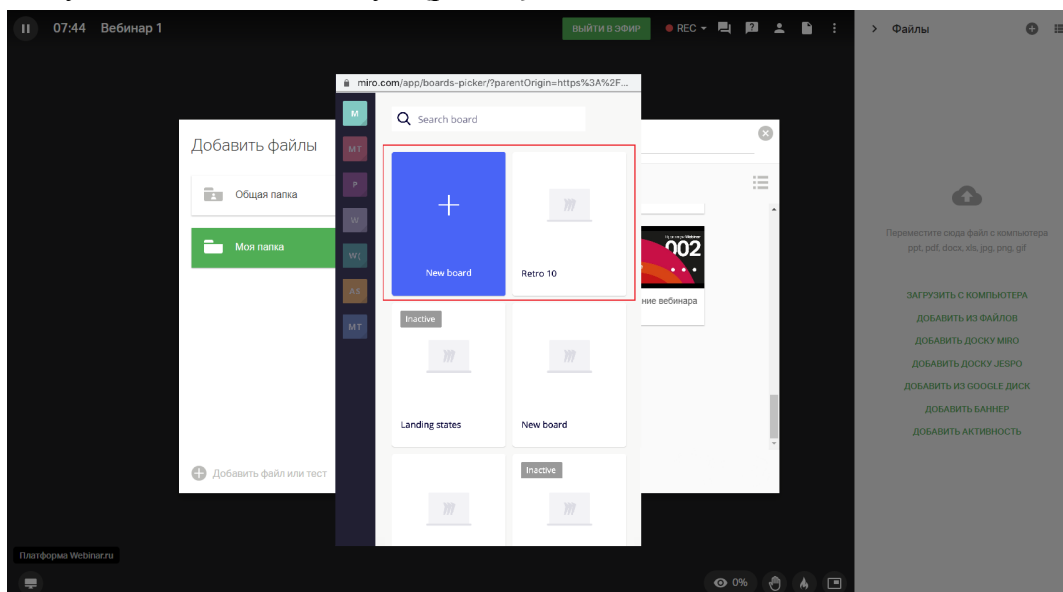 07:44 Вебинар 1
ВЫЙТИ В ЭФИР
REC
Файлы
miro.com/app/boards-picker/?parentOrigin=https%3A%2F...
M
MT
P
W
W(
AS
MT
Search board
New board
Retro 10
Inactive
Landing states
New board
Inactive
Добавить файлы
Общая папка
Моя папка
Добавить файл или тест
002
ние вебинара
Переместите сюда файл с компьютера
ppt, pdf, docx, xls, jpg, png, gif
ЗАГРУЗИТЬ С КОМПЬЮТЕРА
ДОБАВИТЬ ИЗ ФАЙЛОВ
ДОБАВИТЬ ДОСКУ MIRO
ДОБАВИТЬ ДОСКУ JESPO
ДОБАВИТЬ ИЗ GOOGLE ДИСК
ДОБАВИТЬ БАННЕР
ДОБАВИТЬ АКТИВНОСТЬ
Платформа Webinar.ru
0%